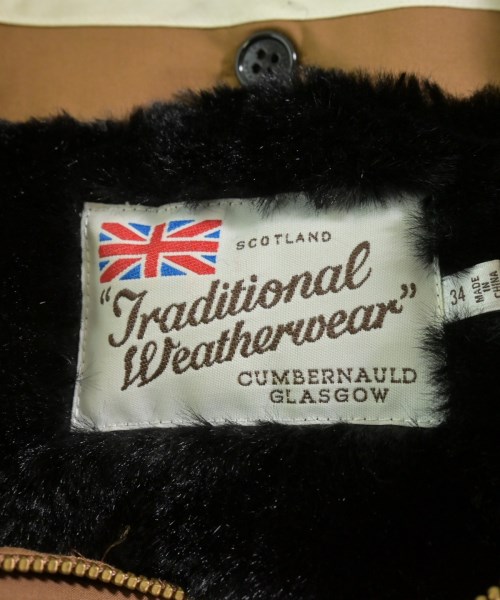 SCOTLAND
"Traditional
Weatherwear"
CUMBERNAULD
GLASGOW
34
MADE
IN
CHINA